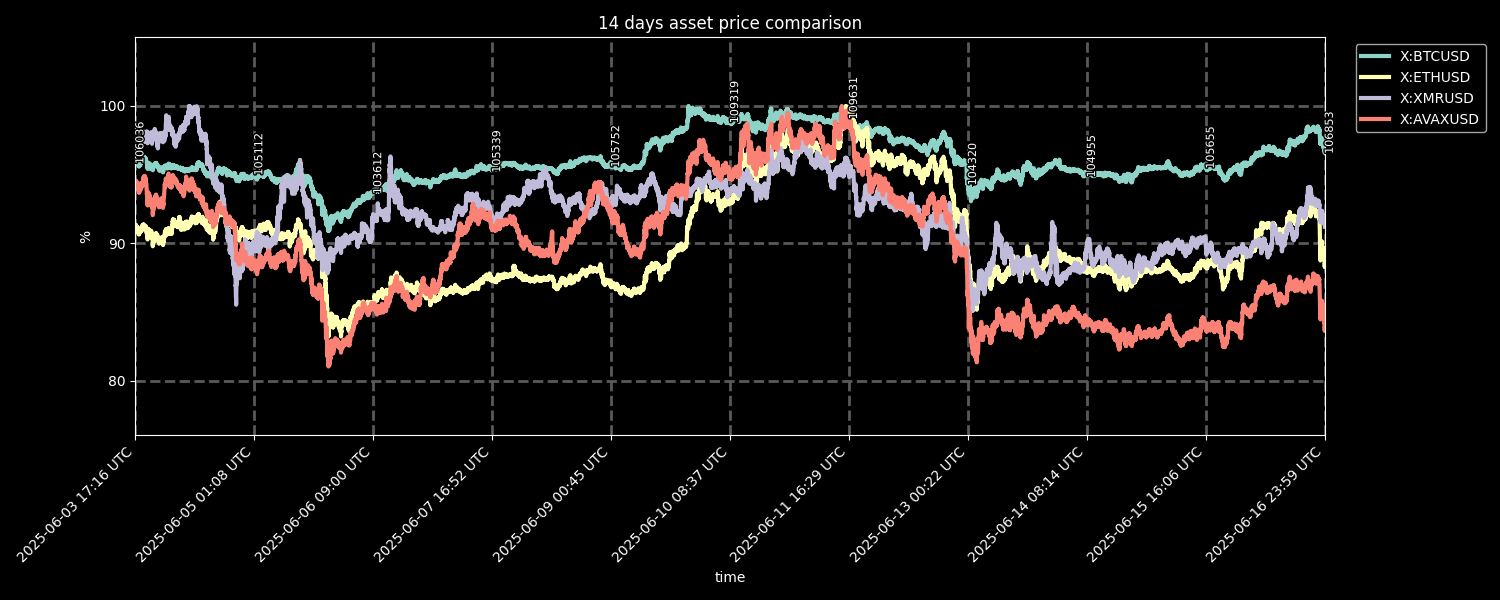 14 days asset price comparison
X:BTCUSD
X:ETHUSD
X:XMRUSD
X:AVAXUSD
100
90
80
%
106036
105112
103612
105339
105752
109319
109631
104320
104955
105655
106853
2025-06-03 17:16 UTC
2025-06-05 01:08 UTC
2025-06-06 09:00 UTC
2025-06-07 16:52 UTC
2025-06-09 00:45 UTC
2025-06-10 08:37 UTC
2025-06-11 16:29 UTC
2025-06-13 00:22 UTC
2025-06-14 08:14 UTC
2025-06-15 16:06 UTC
2025-06-16 23:59 UTC
time